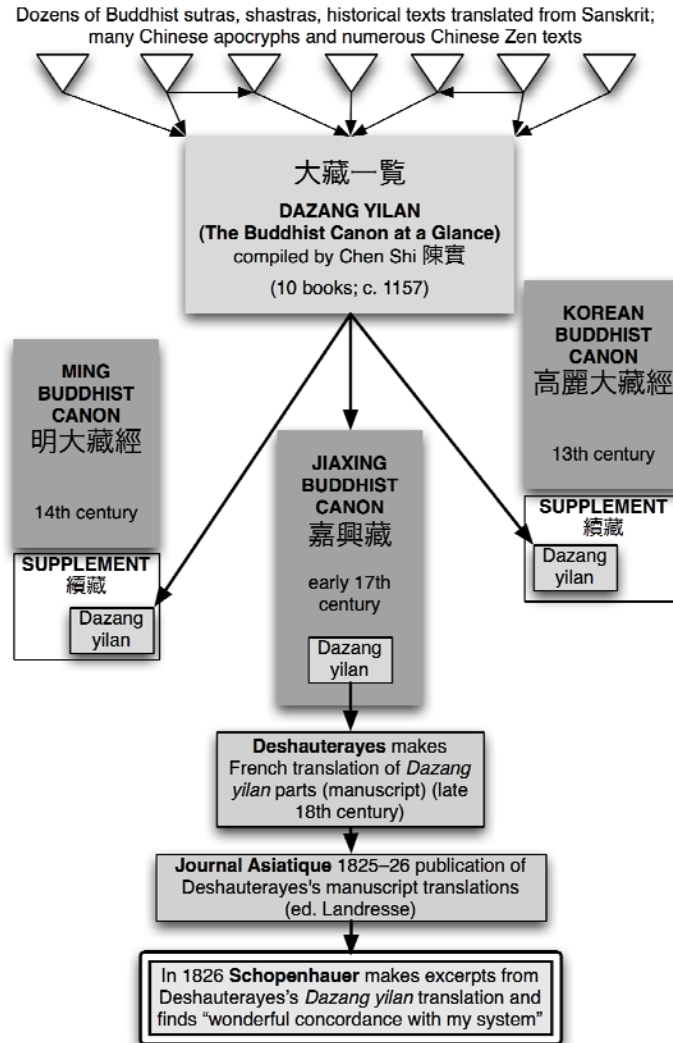 Dozens of Buddhist sutras, shastras, historical texts translated from Sanskrit;
many Chinese apocryphs and numerous Chinese Zen texts
大藏一覧
DAZANG YILAN
(The Buddhist Canon at a Glance)
compiled by Chen Shi 陳實
(10 books; c. 1157)
MING
BUDDHIST
CANON
明大藏經
14th century
SUPPLEMENT
續藏
Dazang
yilan
JIAXING
BUDDHIST
CANON
嘉興藏
early 17th
century
Dazang
yilan
KOREAN
BUDDHIST
CANON
高麗大藏經
13th century
SUPPLEMENT
續藏
Dazang
yilan
Deshauterayes makes
French translation of Dazang
yilan parts (manuscript) (late
18th century)
Journal Asiatique 1825–26 publication of
Deshauterayes's manuscript translations
(ed. Landresse)
In 1826 Schopenhauer makes excerpts from
Deshauterayes's Dazang yilan translation and
finds “wonderful concordance with my system”